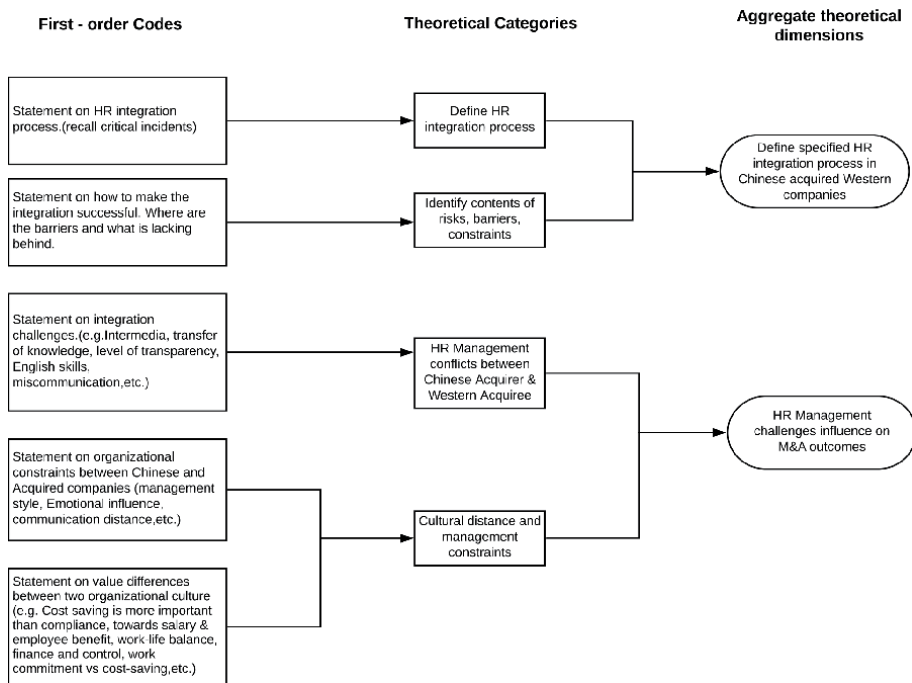 First - order Codes
Theoretical Categories
Aggregate theoretical
dimensions
Statement on HR integration
process.(recall critical incidents)
Define HR
integration process
Define specified HR
integration process in
Chinese acquired Western
companies
Statement on how to make the
integration successful. Where are
the barriers and what is lacking
behind.
Identify contents of
risks, barriers,
constraints
Statement on integration
challenges.(e.g.Intermedia, transfer
of knowledge, level of transparency,
English skills,
miscommunication,etc.)
HR Management
conflicts between
Chinese Acquirer &
Western Acquiree
HR Management
challenges influence on
M&A outcomes
Statement on organizational
constraints between Chinese and
Acquired companies (management
style, Emotional influence,
communication distance,etc.)
Cultural distance and
management
constraints
Statement on value differences
between two organizational culture
(e.g. Cost saving is more important
than compliance, towards salary &
employee benefit, work-life balance,
finance and control, work
commitment vs cost-saving,etc.)